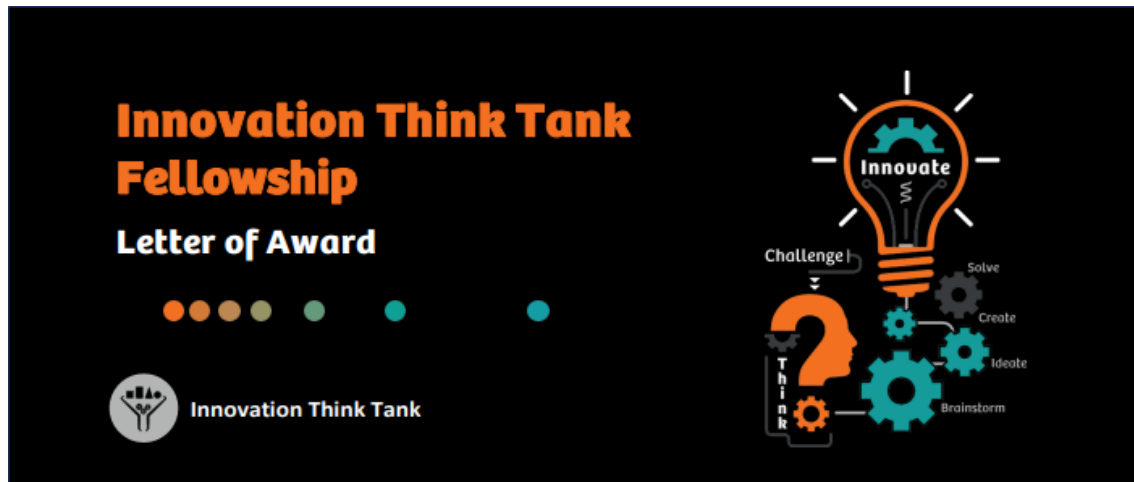 Innovation Think Tank
Fellowship
Letter of Award
Innovation Think Tank
Innovate
Challenge
Think
Solve
Create
Ideate
Brainstorm